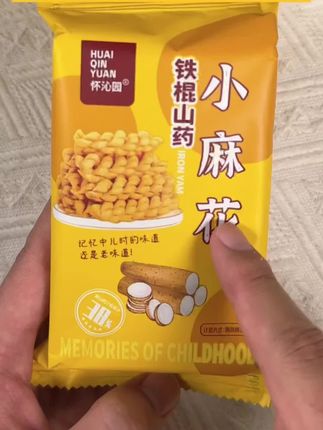 HUAI
QIN
YUAN
怀沁园®
铁棍山药
IRON YAM
小麻花
记忆中儿时的味道
还是老味道!
38%
MEMORIES OF CHILDHOOD